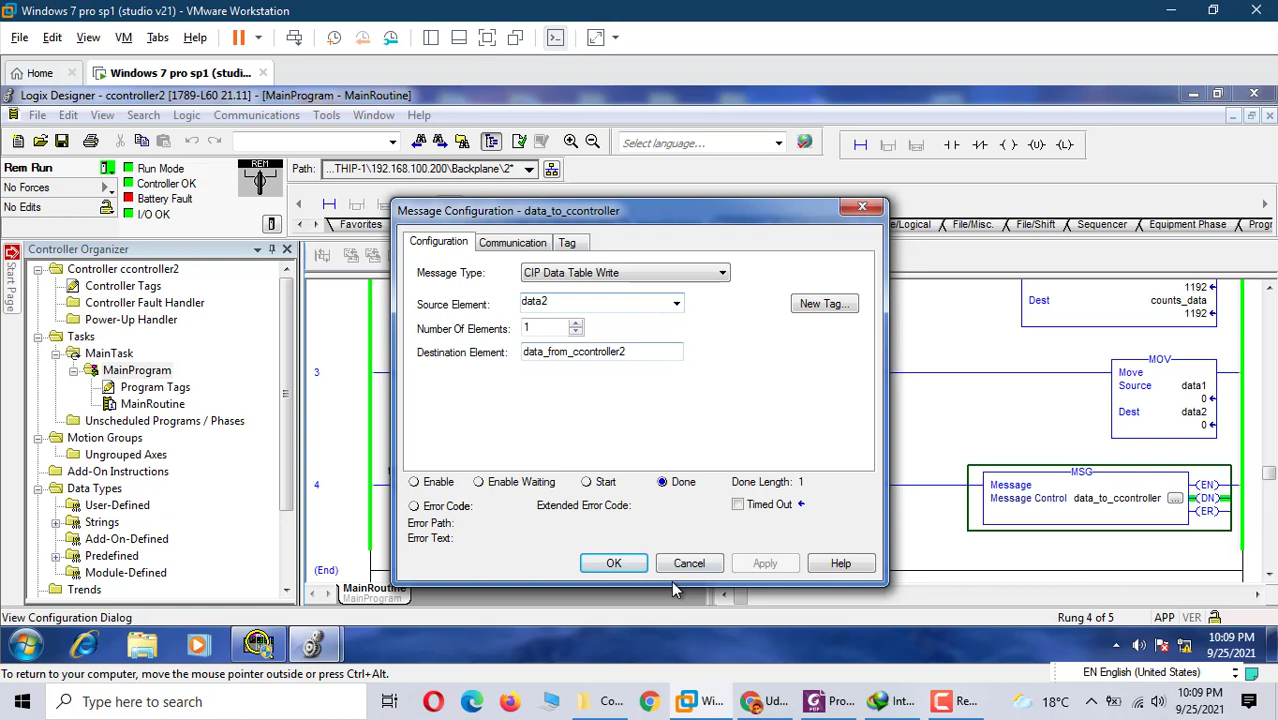 Windows 7 pro sp1 (studio v21) - VMware Workstation
File Edit View VM Tabs Help
Home
Windows 7 pro sp1 (studi...
Logix Designer - ccontroller2 [1789-L60 21.11] - [MainProgram - MainRoutine]
File Edit View Search Logic Communications Tools Window Help
Select language...
Rem Run
Run Mode
REM
Path: ...THIP-1\192.168.100.200\Backplane\2*
No Forces
Controller OK
Battery Fault
No Edits
I/O OK
Favorites
/Logical
File/Misc.
File/Shift
Sequencer
Equipment Phase
Start Page
Controller Organizer
Controller ccontroller2
Controller Tags
Controller Fault Handler
Power-Up Handler
Tasks
MainTask
MainProgram
Program Tags
MainRoutine
Unscheduled Programs / Phases
Motion Groups
Ungrouped Axes
Add-On Instructions
Data Types
User-Defined
Strings
Add-On-Defined
Predefined
Module-Defined
Trends
Message Configuration - data_to_ccontroller
Configuration Communication Tag
Message Type: CIP Data Table Write
Source Element: data2
New Tag...
Number Of Elements: 1
Destination Element: data_from_ccontroller2
Enable Enable Waiting Start Done Done Length: 1
Error Code: Extended Error Code: Timed Out
Error Path:
Error Text:
OK Cancel Apply Help
1192
Dest counts_data
1192
3
MOV
Move
Source data1
0
Dest data2
0
4
MSG
Message (EN)
Message Control data_to_ccontroller ... (DN)
(ER)
(End)
MainRoutine
MainProgram
View Configuration Dialog
Rung 4 of 5 APP VER
10:09 PM
9/25/2021
To return to your computer, move the mouse pointer outside or press Ctrl+Alt.
EN English (United States)
Type here to search
Co...
Wi...
Ud...
Pro...
Int...
Re...
18°C
10:09 PM
9/25/2021